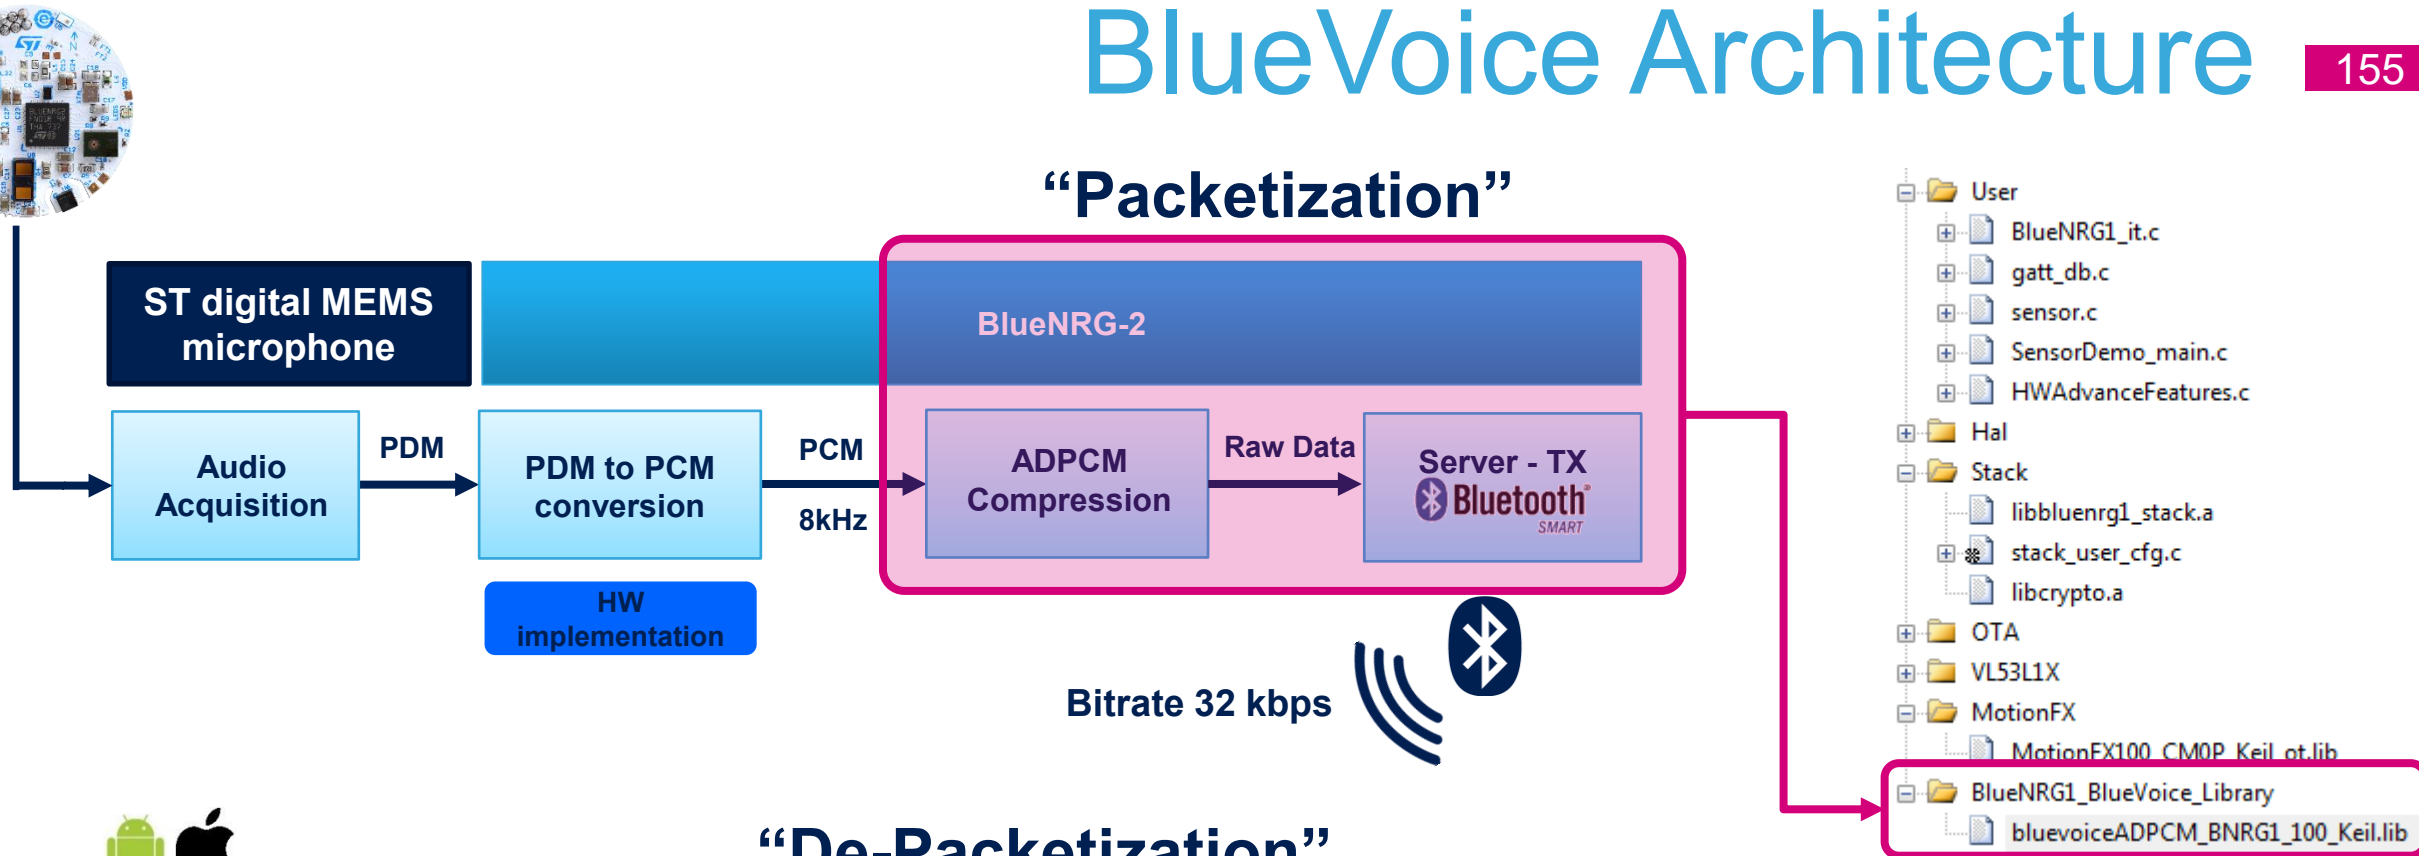 BlueVoice Architecture
155
“Packetization”
ST digital MEMS
microphone
BlueNRG-2
Audio
Acquisition
PDM
PDM to PCM
conversion
PCM
8kHz
ADPCM
Compression
Raw Data
Server - TX
Bluetooth®
SMART
HW
implementation
Bitrate 32 kbps
“De-Packetization”
User
BlueNRG1_it.c
gatt_db.c
sensor.c
SensorDemo_main.c
HWAdvanceFeatures.c
Hal
Stack
libbluenrg1_stack.a
stack_user_cfg.c
libcrypto.a
OTA
VL53L1X
MotionFX
MotionFX100_CM0P_Keil_ot.lib
BlueNRG1_BlueVoice_Library
bluevoiceADPCM_BNRG1_100_Keil.lib